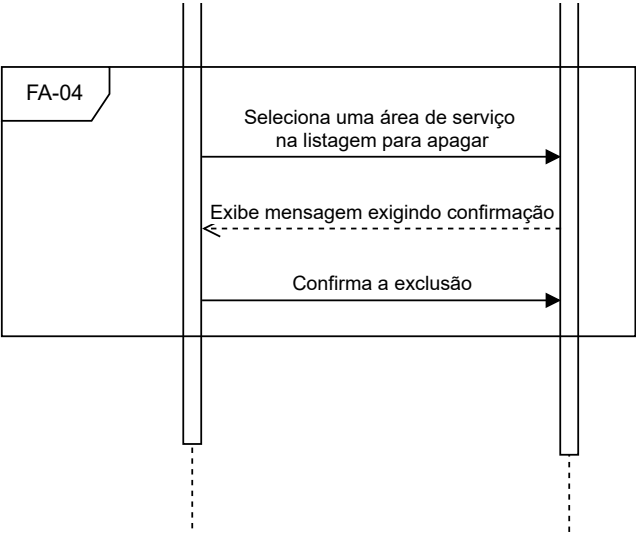 FA-04
Seleciona uma área de serviço
na listagem para apagar
Exibe mensagem exigindo confirmação
Confirma a exclusão